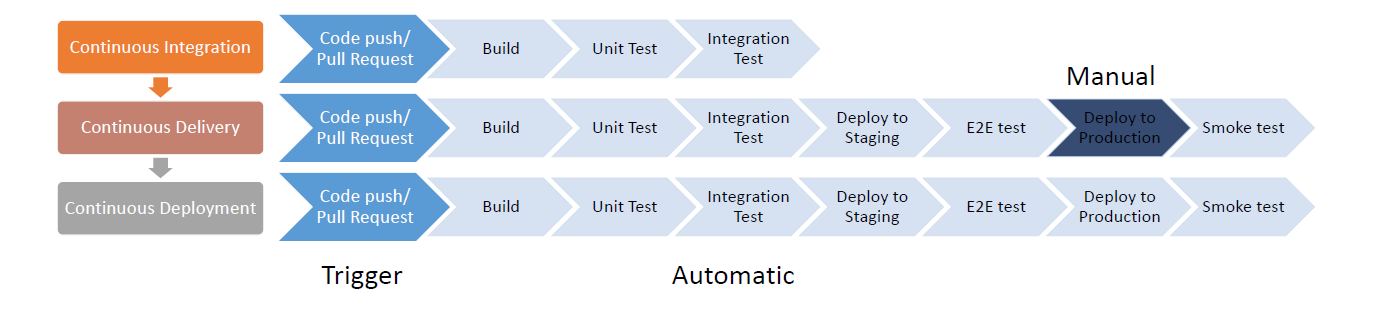 Continuous Integration
Code push/
Pull Request
Build
Unit Test
Integration
Test
Manual
Continuous Delivery
Code push/
Pull Request
Build
Unit Test
Integration
Test
Deploy to
Staging
E2E test
Deploy to
Production
Smoke test
Continuous Deployment
Code push/
Pull Request
Build
Unit Test
Integration
Test
Deploy to
Staging
E2E test
Deploy to
Production
Smoke test
Trigger
Automatic